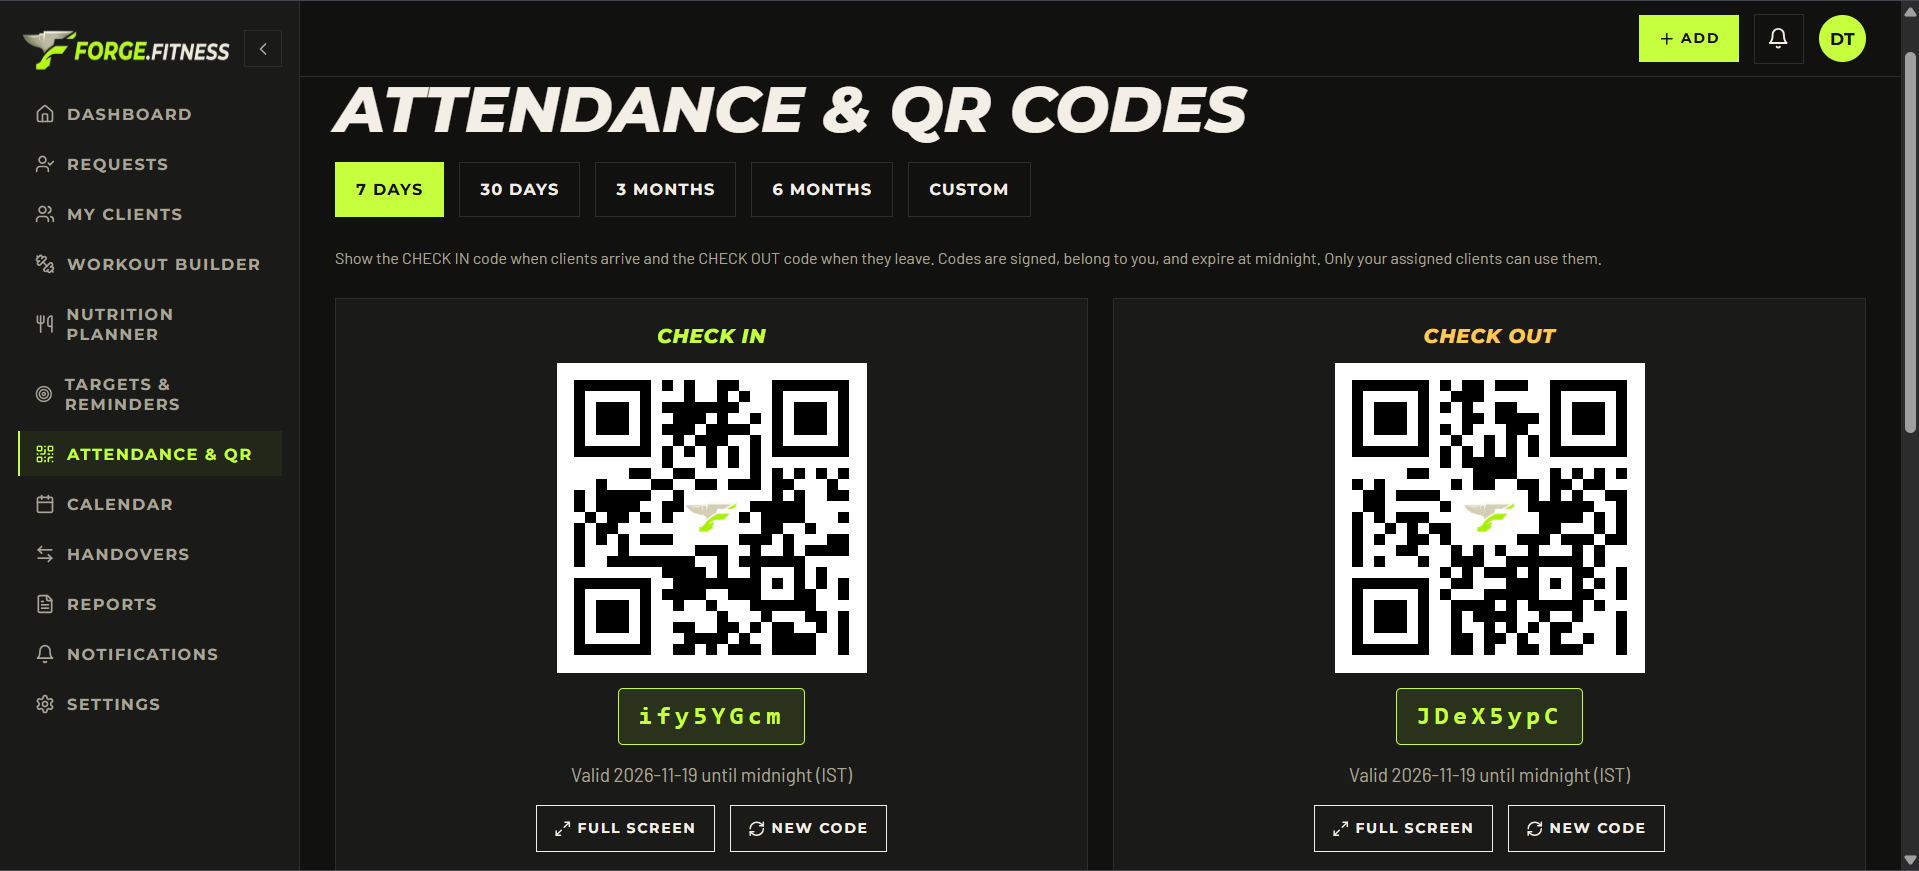 FORGE.FITNESS
+ ADD
DT
DASHBOARD
REQUESTS
MY CLIENTS
WORKOUT BUILDER
NUTRITION
PLANNER
TARGETS &
REMINDERS
ATTENDANCE & QR
CALENDAR
HANDOVERS
REPORTS
NOTIFICATIONS
SETTINGS
ATTENDANCE & QR CODES
7 DAYS
30 DAYS
3 MONTHS
6 MONTHS
CUSTOM
Show the CHECK IN code when clients arrive and the CHECK OUT code when they leave. Codes are signed, belong to you, and expire at midnight. Only your assigned clients can use them.
CHECK IN
ify5YGcm
Valid 2026-11-19 until midnight (IST)
FULL SCREEN
NEW CODE
CHECK OUT
JDeX5ypC
Valid 2026-11-19 until midnight (IST)
FULL SCREEN
NEW CODE